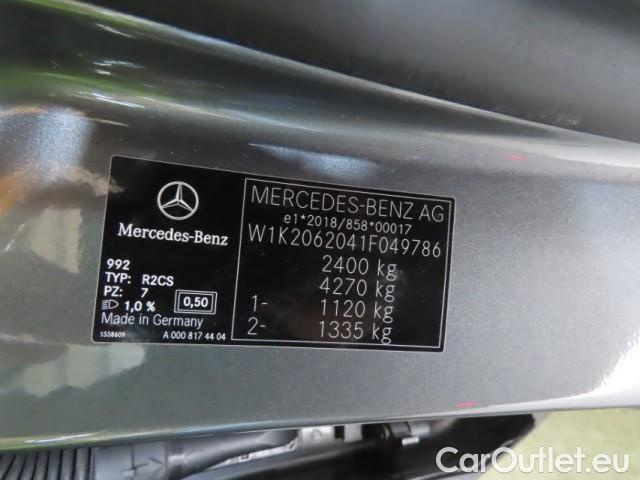 Mercedes-Benz
992
TYP: R2CS
PZ: 7
1,0 % 0,50
Made in Germany
1558609 A 000 817 44 04
MERCEDES-BENZ AG
e1*2018/858*00017
W1K2062041F049786
2400 kg
4270 kg
1- 1120 kg
2- 1335 kg
CarOutlet.eu